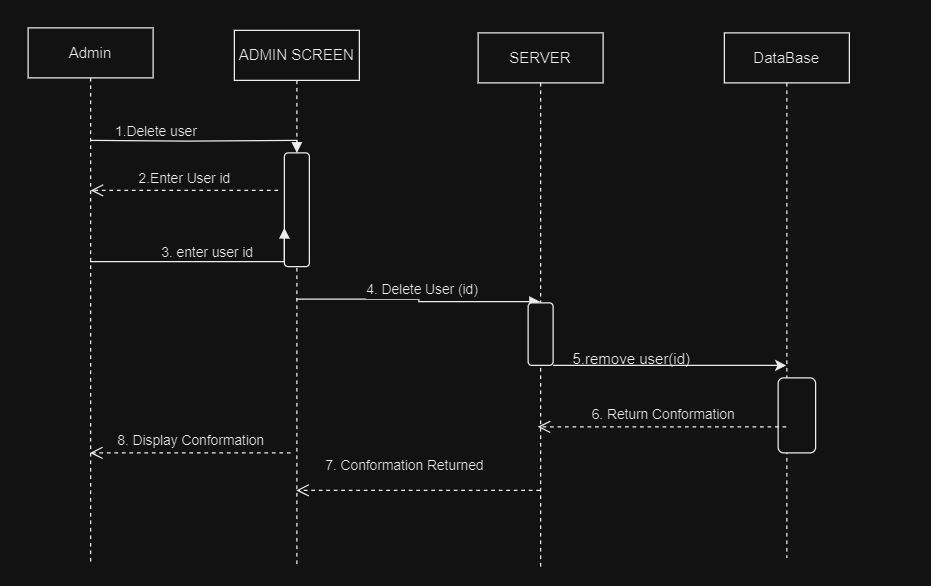 Admin
ADMIN SCREEN
SERVER
DataBase
1.Delete user
2.Enter User id
3. enter user id
4. Delete User (id)
5.remove user(id)
6. Return Conformation
8. Display Conformation
7. Conformation Returned